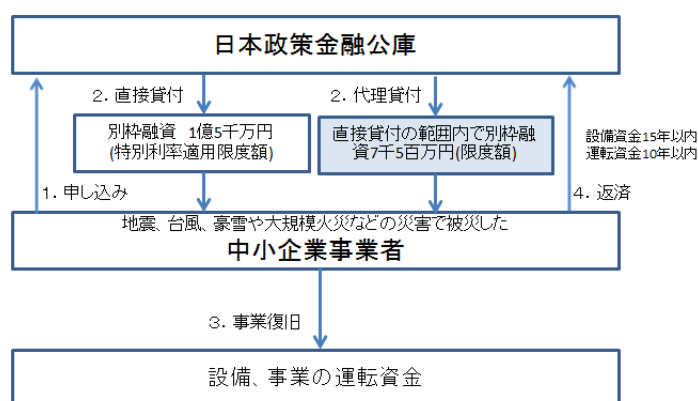 日本政策金融公庫
2．直接貸付
2．代理貸付
別枠融資　1億5千万円
(特別利率適用限度額)
直接貸付の範囲内で別枠融
資7千5百万円(限度額)
設備資金15年以内
運転資金10年以内
1．申し込み
4．返済
地震、台風、豪雪や大規模火災などの災害で被災した
中小企業事業者
3．事業復旧
設備、事業の運転資金